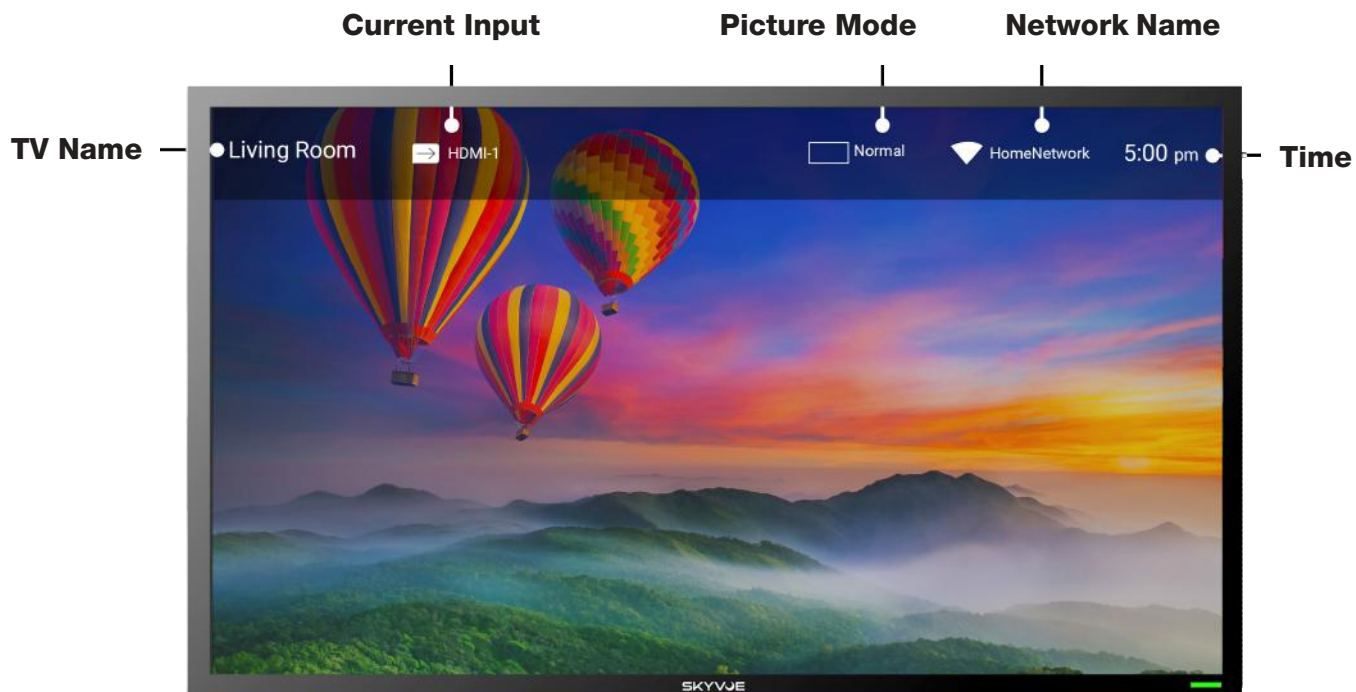 Current Input Picture Mode Network Name
TV Name Living Room HDMI-1 Normal HomeNetwork 5:00 pm Time
SKYVUE